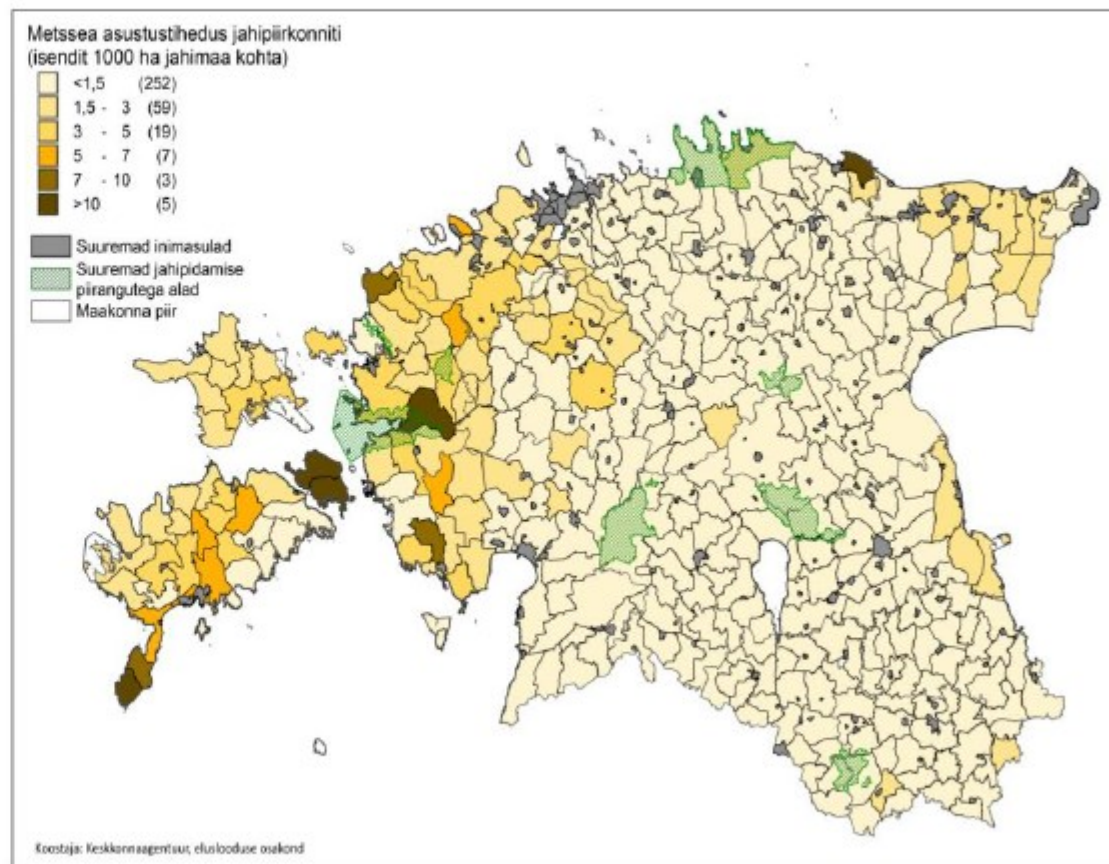 Metssea asustustihedus jahipiirkonniti
(isendit 1000 ha jahimaa kohta)
<1,5 (252)
1,5 - 3 (59)
3 - 5 (19)
5 - 7 (7)
7 - 10 (3)
>10 (5)
Suuremad inimasulad
Suuremad jahipidamise
piirangutega alad
Maakonna piir
Koostaja: Keskkonnaagentuur, eluslooduse osakond